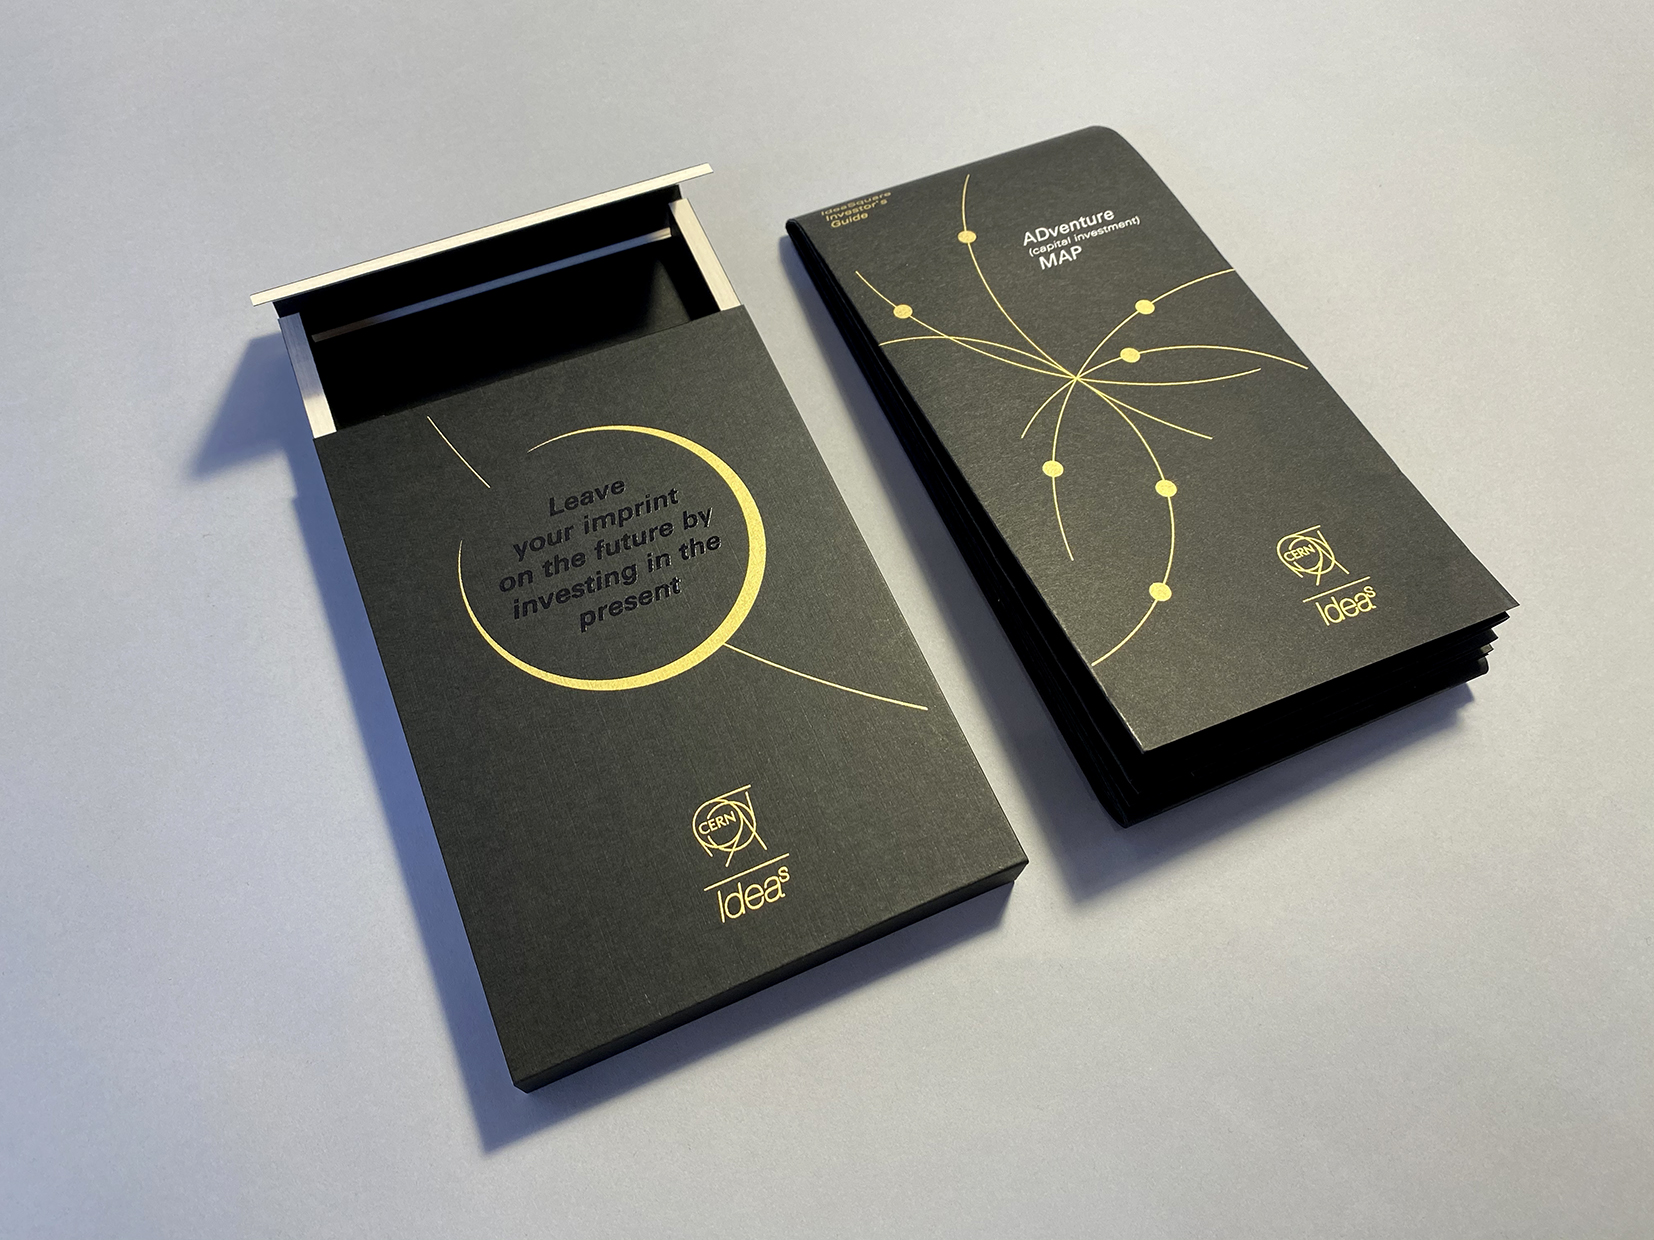 Leave
your imprint
on the future by
investing in the
present
CERN
Ideas
IdeaSquare
Investor's
Guide
ADventure
(capital investment)
MAP
CERN
Ideas